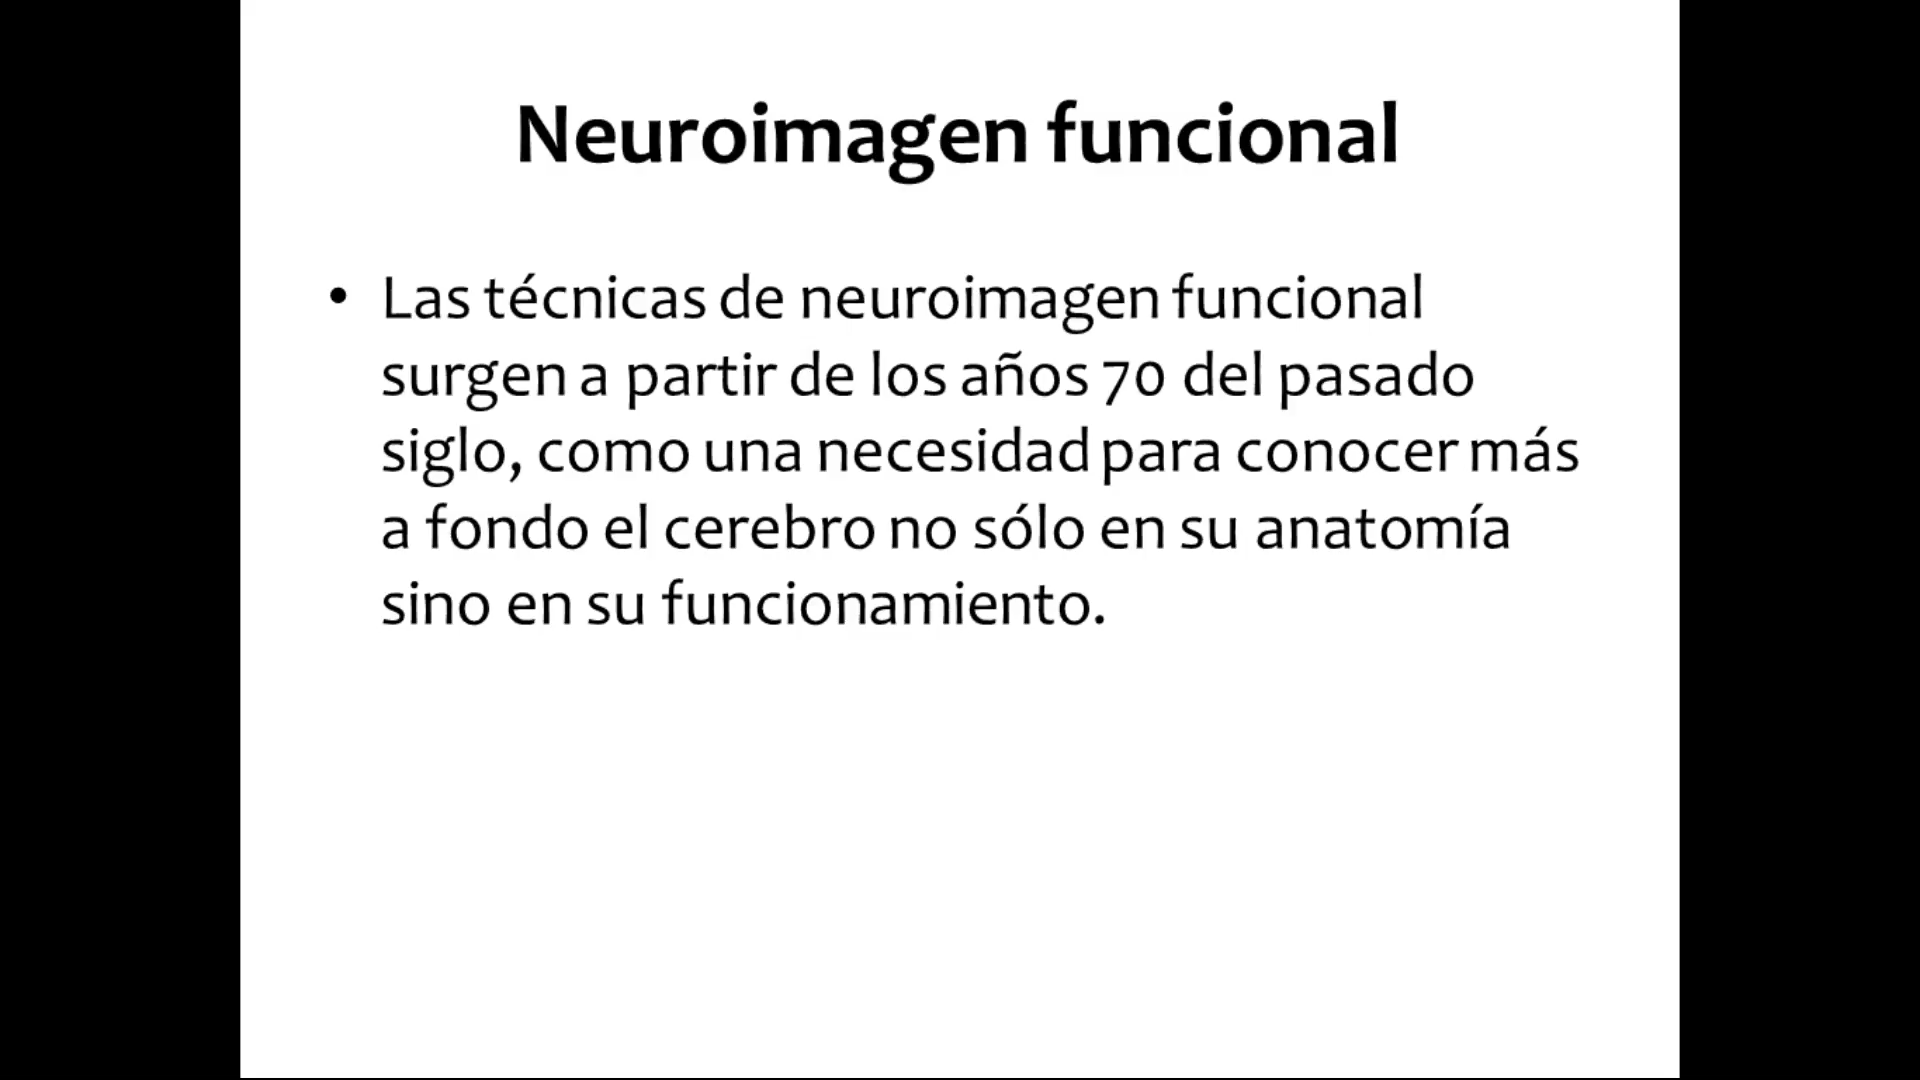 Neuroimagen funcional
• Las técnicas de neuroimagen funcional
surgen a partir de los años 70 del pasado
siglo, como una necesidad para conocer más
a fondo el cerebro no sólo en su anatomía
sino en su funcionamiento.